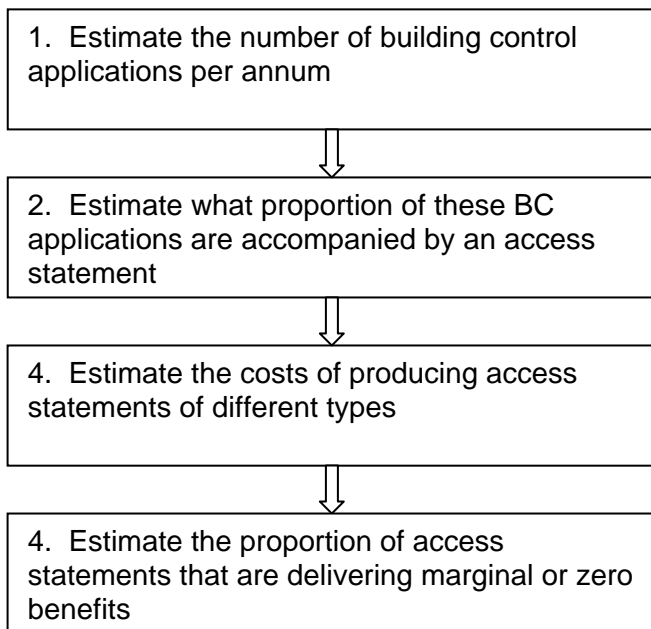 1. Estimate the number of building control
applications per annum
2. Estimate what proportion of these BC
applications are accompanied by an access
statement
4. Estimate the costs of producing access
statements of different types
4. Estimate the proportion of access
statements that are delivering marginal or zero
benefits